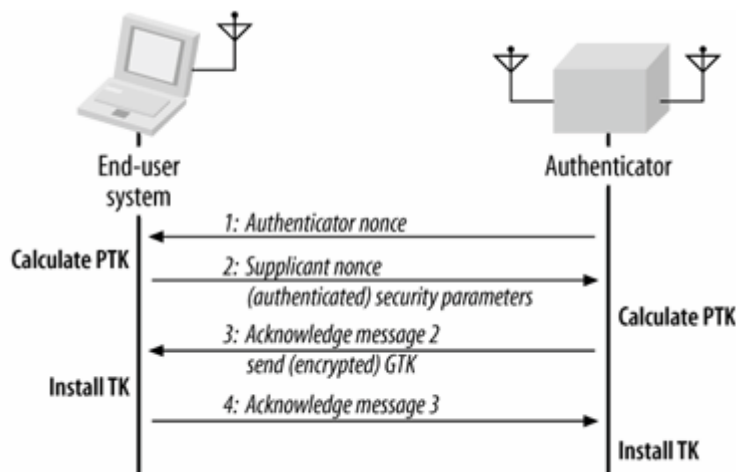 End-user
system
Authenticator
1: Authenticator nonce
Calculate PTK
2: Supplicant nonce
(authenticated) security parameters
Calculate PTK
3: Acknowledge message 2
send (encrypted) GTK
Install TK
4: Acknowledge message 3
Install TK